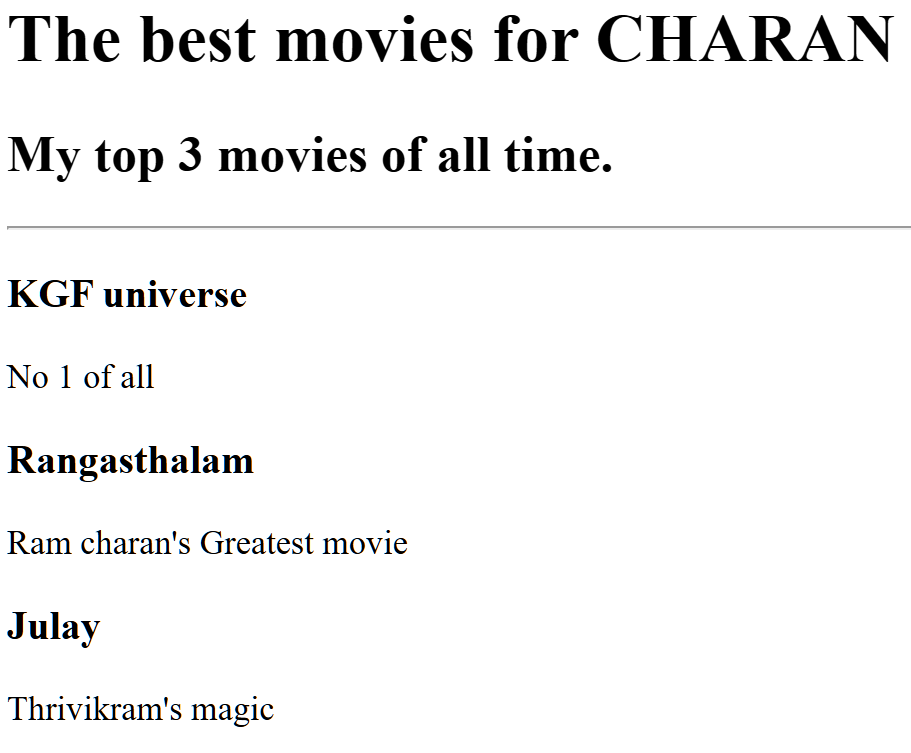 The best movies for CHARAN
My top 3 movies of all time.
KGF universe
No 1 of all
Rangasthalam
Ram charan's Greatest movie
Julay
Thrivikram's magic